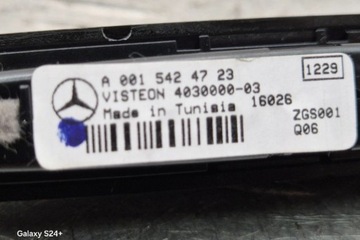 A 001 542 47 23
1229
VISTEON 4030000-03
Made in Tunisia 16026
ZGS001
Q06
Galaxy S24+